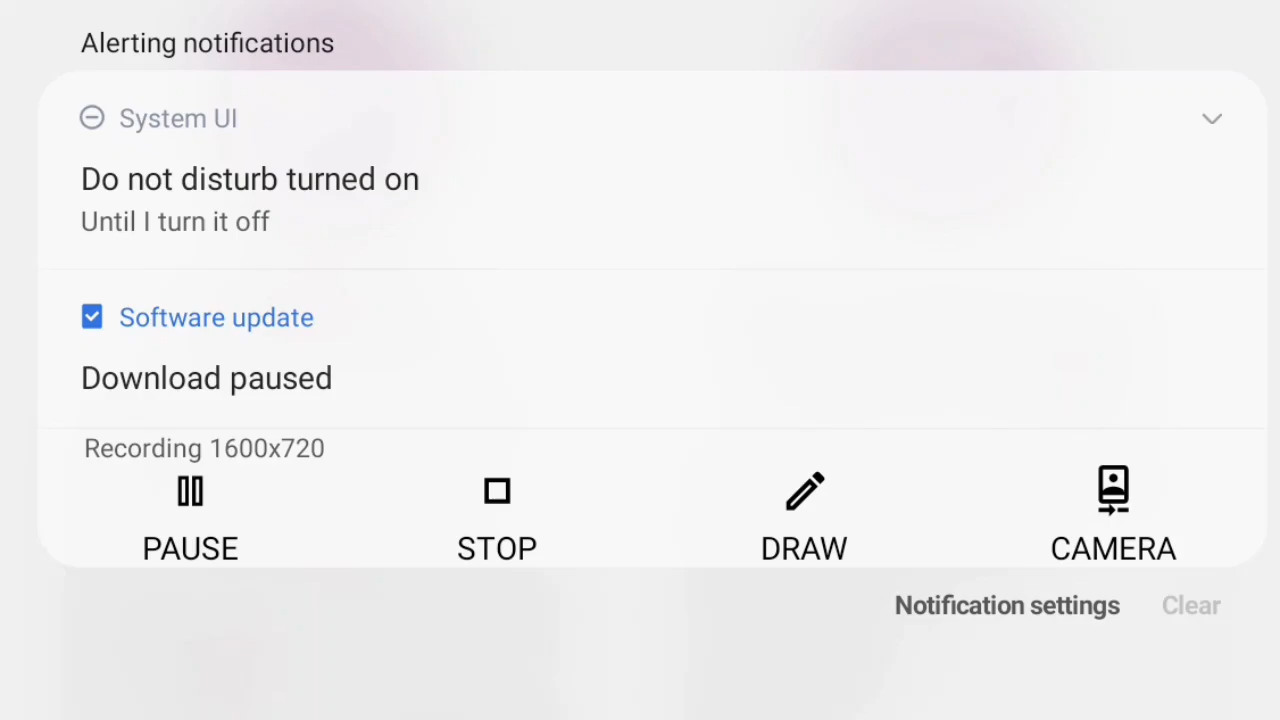 Alerting notifications
System UI
Do not disturb turned on
Until I turn it off
Software update
Download paused
Recording 1600x720
PAUSE STOP DRAW CAMERA
Notification settings Clear